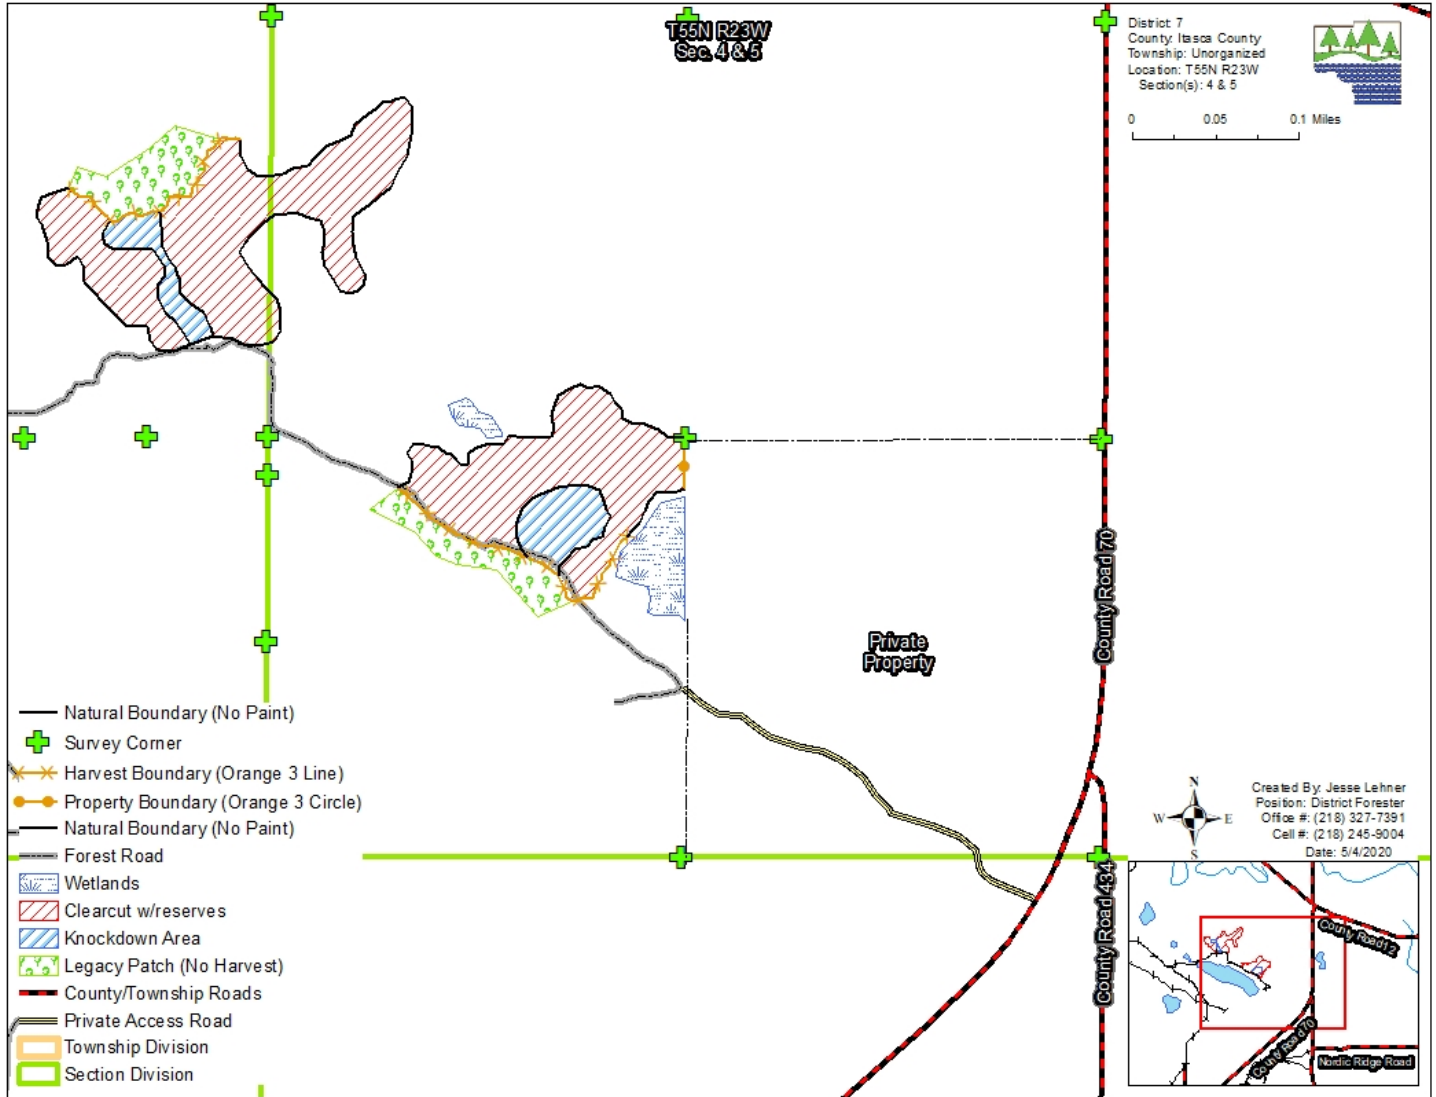 T55N R23W
Sec. 4 & 5
District: 7
County: Itasca County
Township: Unorganized
Location: T55N R23W
Section(s): 4 & 5
0 0.05 0.1 Miles
County Road 70
Private
Property
Natural Boundary (No Paint)
Survey Corner
Harvest Boundary (Orange 3 Line)
Property Boundary (Orange 3 Circle)
Natural Boundary (No Paint)
Forest Road
Wetlands
Clearcut w/reserves
Knockdown Area
Legacy Patch (No Harvest)
County/Township Roads
Private Access Road
Township Division
Section Division
N
W E
S
Created By: Jesse Lehner
Position: District Forester
Office #: (218) 327-7391
Cell #: (218) 245-9004
Date: 5/4/2020
County Road 434
County Road 12
County Road 70
Nordic Ridge Road